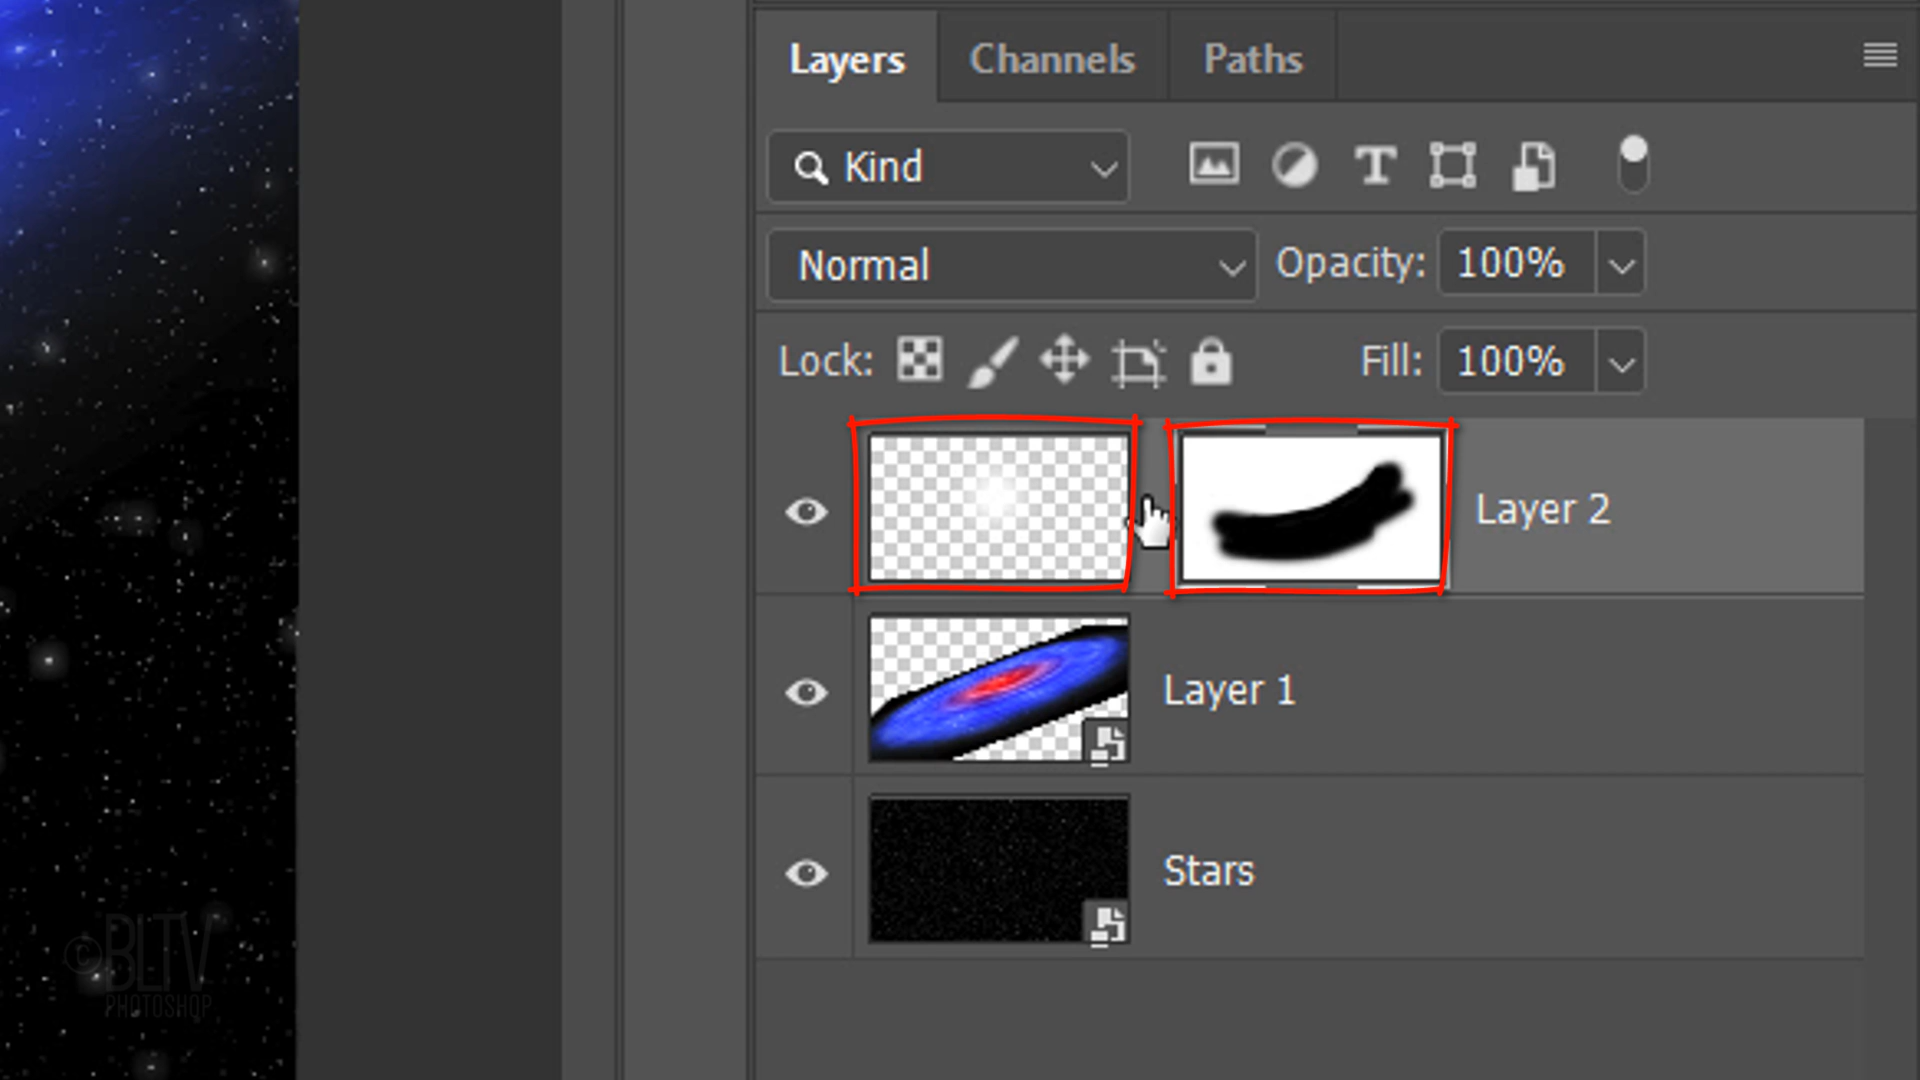 Layers Channels Paths
Kind
Normal Opacity: 100%
Lock: Fill: 100%
Layer 2
Layer 1
Stars
©BLTV
PHOTOSHOP